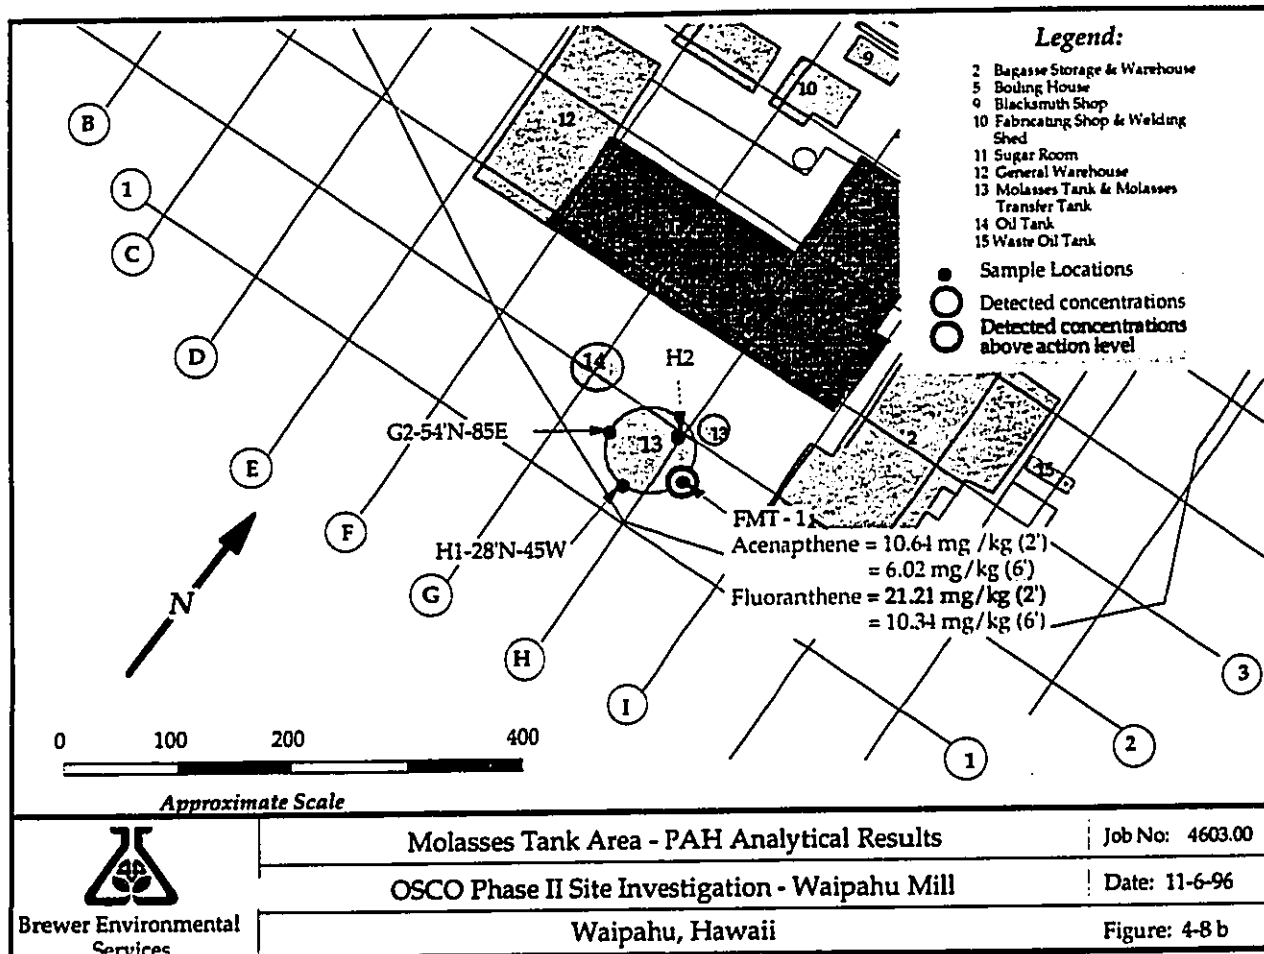 Legend:
2 Bagasse Storage & Warehouse
5 Boiling House
9 Blacksmith Shop
10 Fabricating Shop & Welding
Shed
11 Sugar Room
12 General Warehouse
13 Molasses Tank & Molasses
Transfer Tank
14 Oil Tank
15 Waste Oil Tank
Sample Locations
Detected concentrations
Detected concentrations
above action level
9
10
12
B
1
C
D
E
F
G
H
I
14
H2
G2-54'N-85E
13
13
2
15
H1-28'N-45W
FMT - 1
Acenapthene = 10.64 mg/kg (2')
= 6.02 mg/kg (6')
Fluoranthene = 21.21 mg/kg (2')
= 10.34 mg/kg (6')
N
3
2
1
0 100 200 400
Approximate Scale
Brewer Environmental
Services
Molasses Tank Area - PAH Analytical Results
Job No: 4603.00
OSCO Phase II Site Investigation - Waipahu Mill
Date: 11-6-96
Waipahu, Hawaii
Figure: 4-8 b